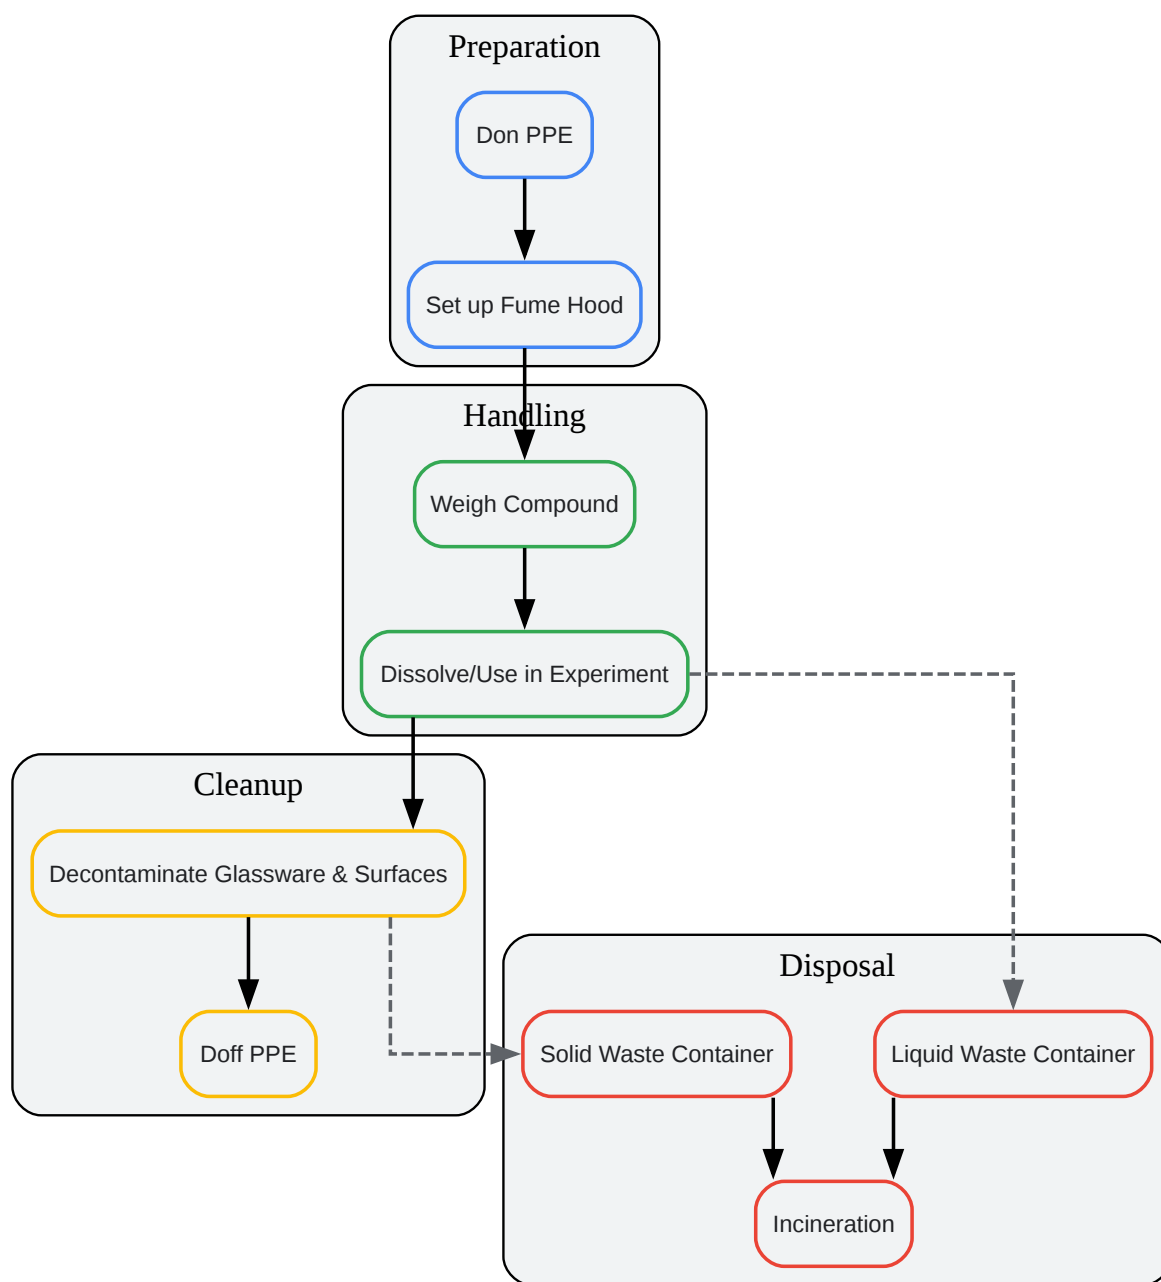 Preparation
Don PPE
Set up Fume Hood
Handling
Weigh Compound
Dissolve/Use in Experiment
Cleanup
Decontaminate Glassware & Surfaces
Doff PPE
Disposal
Solid Waste Container
Liquid Waste Container
Incineration